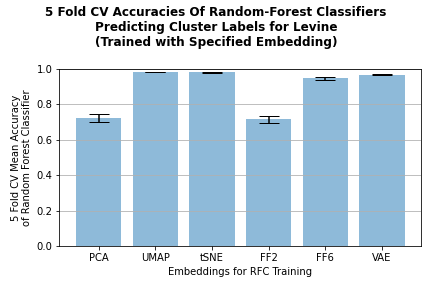 5 Fold CV Accuracies Of Random-Forest Classifiers
Predicting Cluster Labels for Levine
(Trained with Specified Embedding)
5 Fold CV Mean Accuracy
of Random Forest Classifier
1.0
0.8
0.6
0.4
0.2
0.0
PCA UMAP tSNE FF2 FF6 VAE
Embeddings for RFC Training